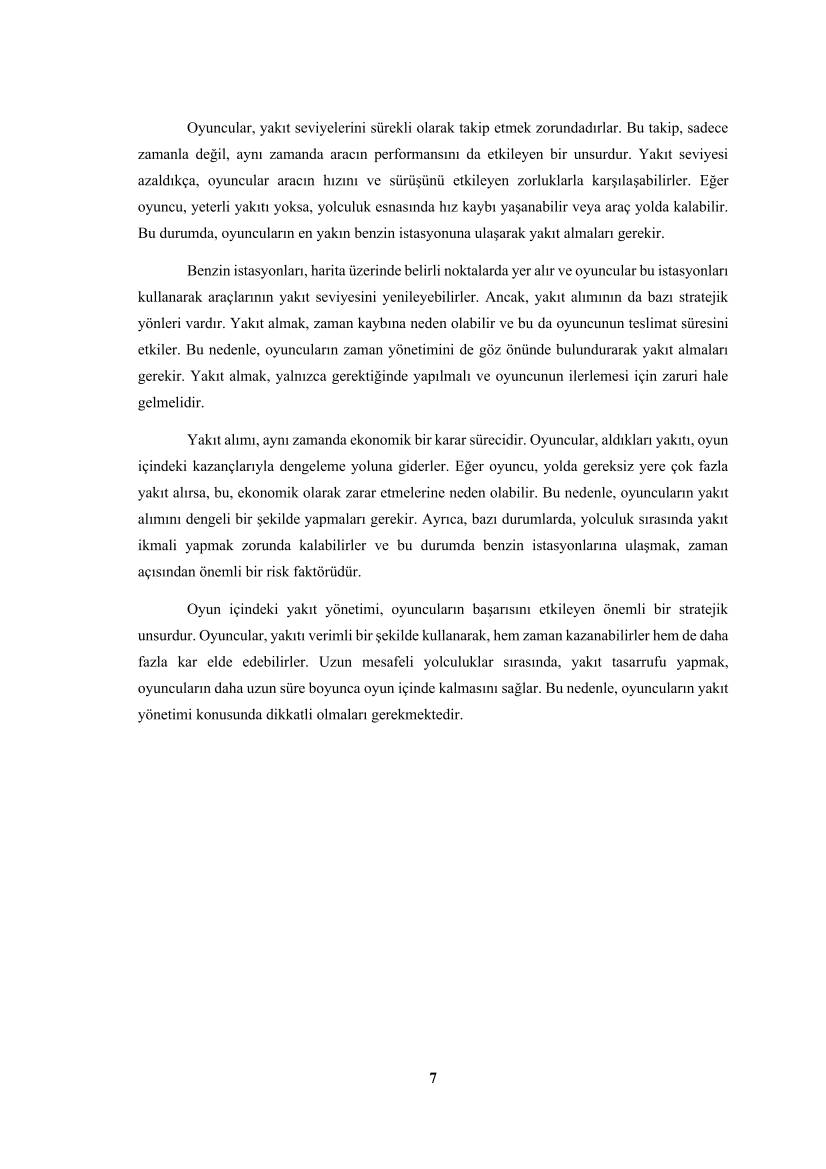 Oyuncular, yakıt seviyelerini sürekli olarak takip etmek zorundadırlar. Bu takip, sadece
zamanla değil, aynı zamanda aracın performansını da etkileyen bir unsurdur. Yakıt seviyesi
azaldıkça, oyuncular aracın hızını ve sürüşünü etkileyen zorluklarla karşılaşabilirler. Eğer
oyuncu, yeterli yakıtı yoksa, yolculuk esnasında hız kaybı yaşanabilir veya araç yolda kalabilir.
Bu durumda, oyuncuların en yakın benzin istasyonuna ulaşarak yakıt almaları gerekir.
Benzin istasyonları, harita üzerinde belirli noktalarda yer alır ve oyuncular bu istasyonları
kullanarak araçlarının yakıt seviyesini yenileyebilirler. Ancak, yakıt alımının da bazı stratejik
yönleri vardır. Yakıt almak, zaman kaybına neden olabilir ve bu da oyuncunun teslimat süresini
etkiler. Bu nedenle, oyuncuların zaman yönetimini de göz önünde bulundurarak yakıt almaları
gerekir. Yakıt almak, yalnızca gerektiğinde yapılmalı ve oyuncunun ilerlemesi için zaruri hale
gelmelidir.
Yakıt alımı, aynı zamanda ekonomik bir karar sürecidir. Oyuncular, aldıkları yakıtı, oyun
içindeki kazançlarıyla dengeleme yoluna giderler. Eğer oyuncu, yolda gereksiz yere çok fazla
yakıt alırsa, bu, ekonomik olarak zarar etmelerine neden olabilir. Bu nedenle, oyuncuların yakıt
alımını dengeli bir şekilde yapmaları gerekir. Ayrıca, bazı durumlarda, yolculuk sırasında yakıt
ikmali yapmak zorunda kalabilirler ve bu durumda benzin istasyonlarına ulaşmak, zaman
açısından önemli bir risk faktörüdür.
Oyun içindeki yakıt yönetimi, oyuncuların başarısını etkileyen önemli bir stratejik
unsurdur. Oyuncular, yakıtı verimli bir şekilde kullanarak, hem zaman kazanabilirler hem de daha
fazla kar elde edebilirler. Uzun mesafeli yolculuklar sırasında, yakıt tasarrufu yapmak,
oyuncuların daha uzun süre boyunca oyun içinde kalmasını sağlar. Bu nedenle, oyuncuların yakıt
yönetimi konusunda dikkatli olmaları gerekmektedir.
7